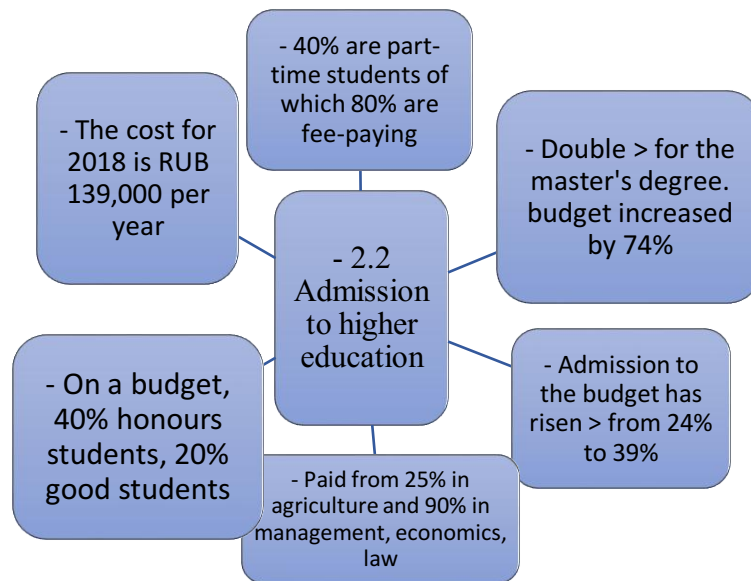 - 40% are part-
time students of
which 80% are
fee-paying
- The cost for
2018 is RUB
139,000 per
year
- Double > for the
master's degree.
budget increased
by 74%
- 2.2
Admission
to higher
education
- On a budget,
40% honours
students, 20%
good students
- Admission to
the budget has
risen > from 24%
to 39%
- Paid from 25% in
agriculture and 90% in
management, economics,
law